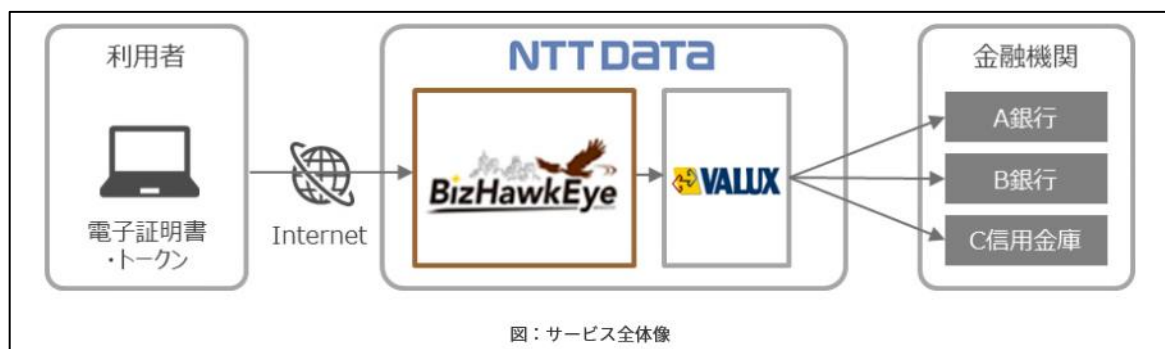 利用者
電子証明書
・トークン
Internet
NTT DATA
BizHawkEye
VALUX
金融機関
A銀行
B銀行
C信用金庫
図：サービス全体像